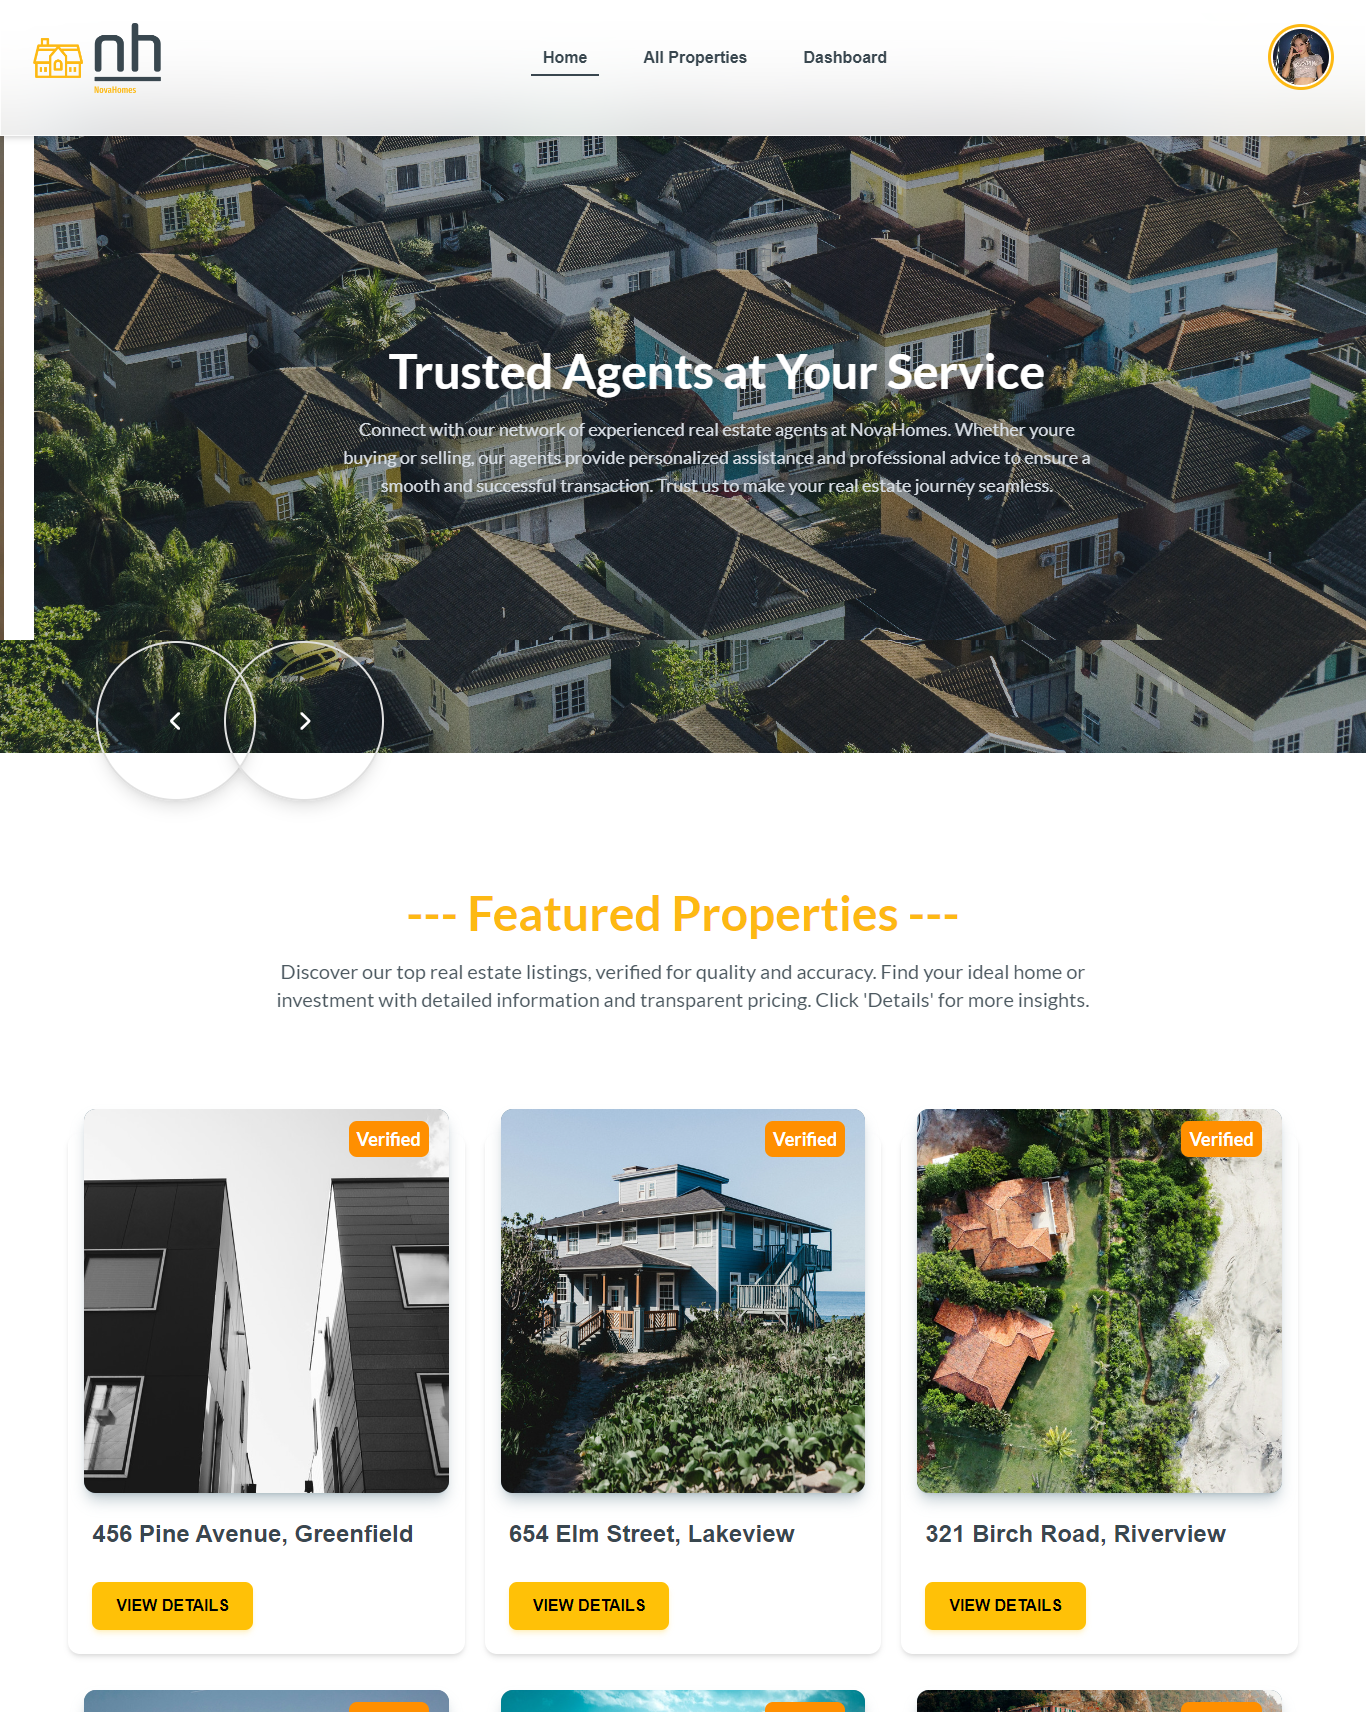 nh
NovaHomes
Home
All Properties
Dashboard
Trusted Agents at Your Service
Connect with our network of experienced real estate agents at NovaHomes. Whether youre
buying or selling, our agents provide personalized assistance and professional advice to ensure a
smooth and successful transaction. Trust us to make your real estate journey seamless.
--- Featured Properties ---
Discover our top real estate listings, verified for quality and accuracy. Find your ideal home or
investment with detailed information and transparent pricing. Click 'Details' for more insights.
Verified
Verified
Verified
456 Pine Avenue, Greenfield
654 Elm Street, Lakeview
321 Birch Road, Riverview
VIEW DETAILS
VIEW DETAILS
VIEW DETAILS